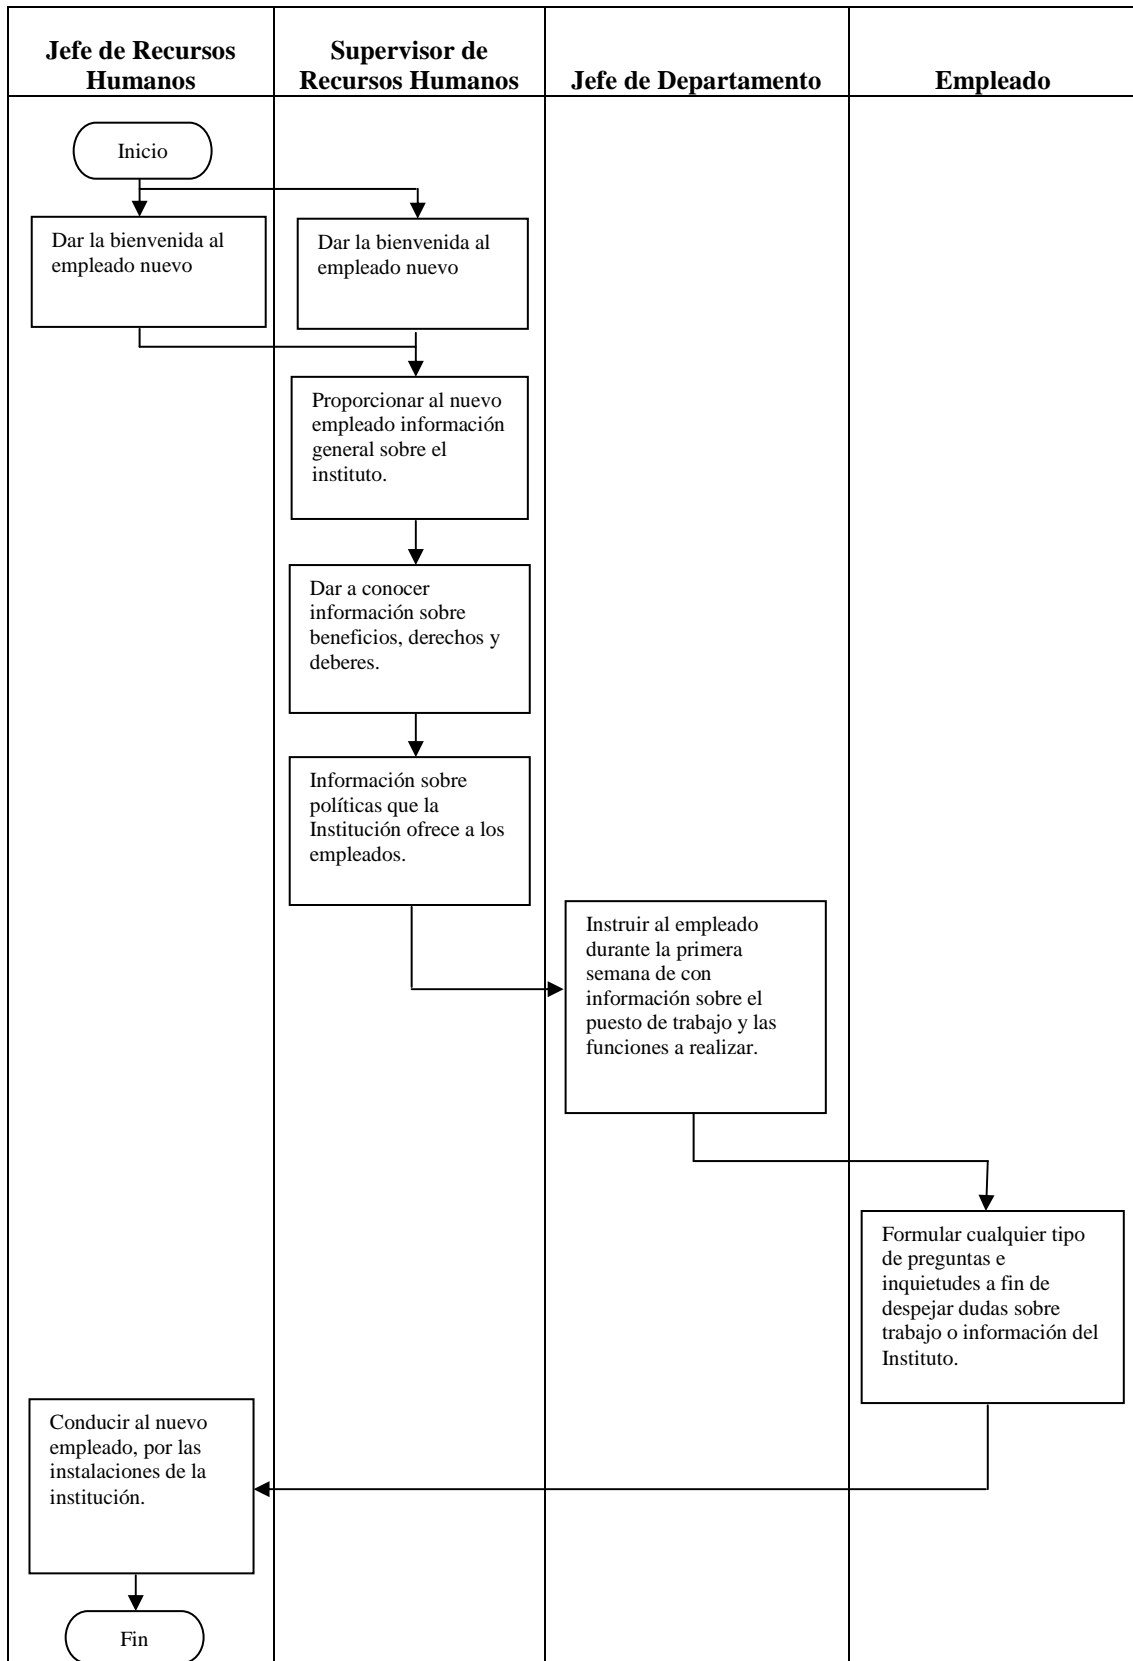 Jefe de Recursos
Humanos
Supervisor de
Recursos Humanos
Jefe de Departamento
Empleado
Inicio
Dar la bienvenida al
empleado nuevo
Dar la bienvenida al
empleado nuevo
Proporcionar al nuevo
empleado información
general sobre el
instituto.
Dar a conocer
información sobre
beneficios, derechos y
deberes.
Información sobre
políticas que la
Institución ofrece a los
empleados.
Instruir al empleado
durante la primera
semana de con
información sobre el
puesto de trabajo y las
funciones a realizar.
Formular cualquier tipo
de preguntas e
inquietudes a fin de
despejar dudas sobre
trabajo o información del
Instituto.
Conducir al nuevo
empleado, por las
instalaciones de la
institución.
Fin